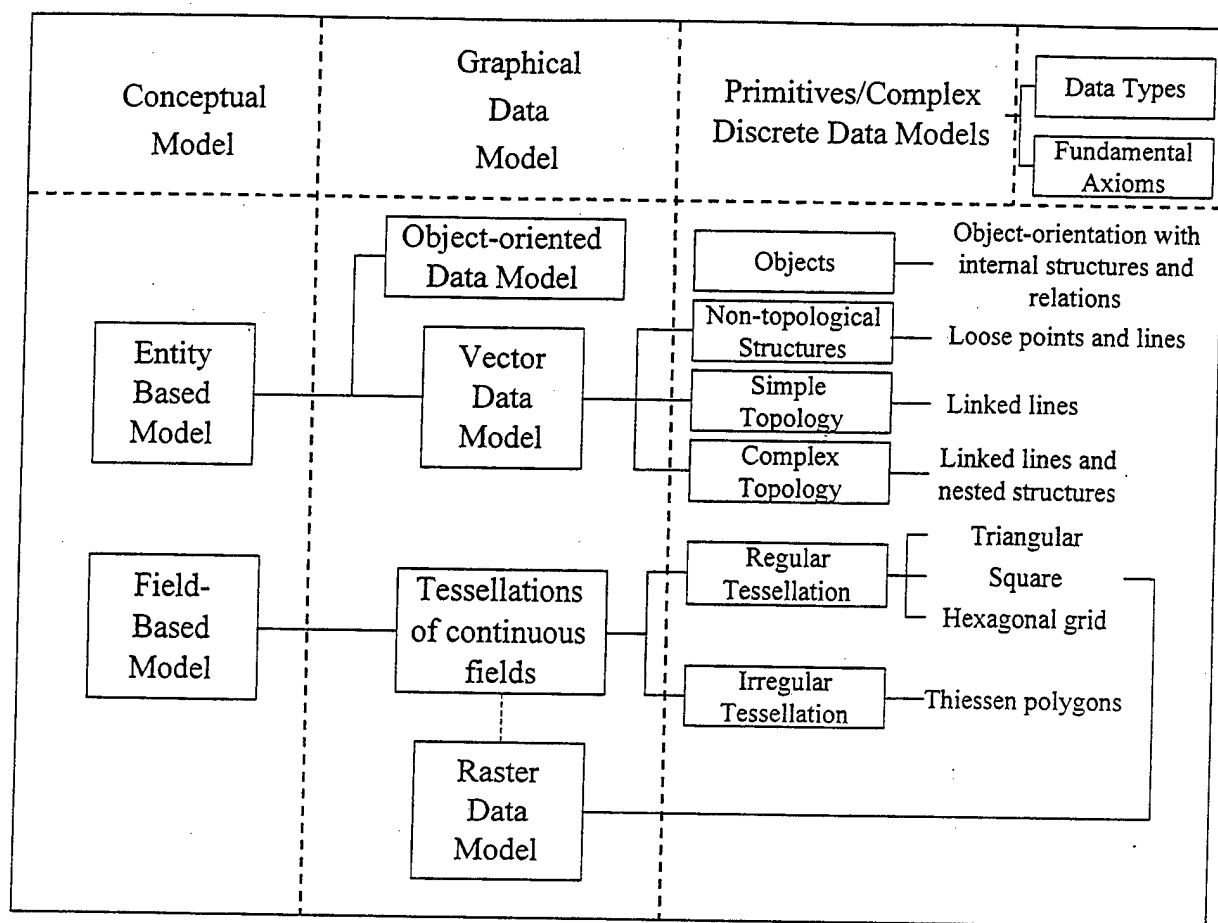 Conceptual
Model
Graphical
Data
Model
Primitives/Complex
Discrete Data Models
Data Types
Fundamental
Axioms
Object-oriented
Data Model
Entity
Based
Model
Vector
Data
Model
Objects
Object-orientation with
internal structures and
relations
Non-topological
Structures
Loose points and lines
Simple
Topology
Linked lines
Complex
Topology
Linked lines and
nested structures
Field-
Based
Model
Tessellations
of continuous
fields
Regular
Tessellation
Triangular
Square
Hexagonal grid
Irregular
Tessellation
Thiessen polygons
Raster
Data
Model